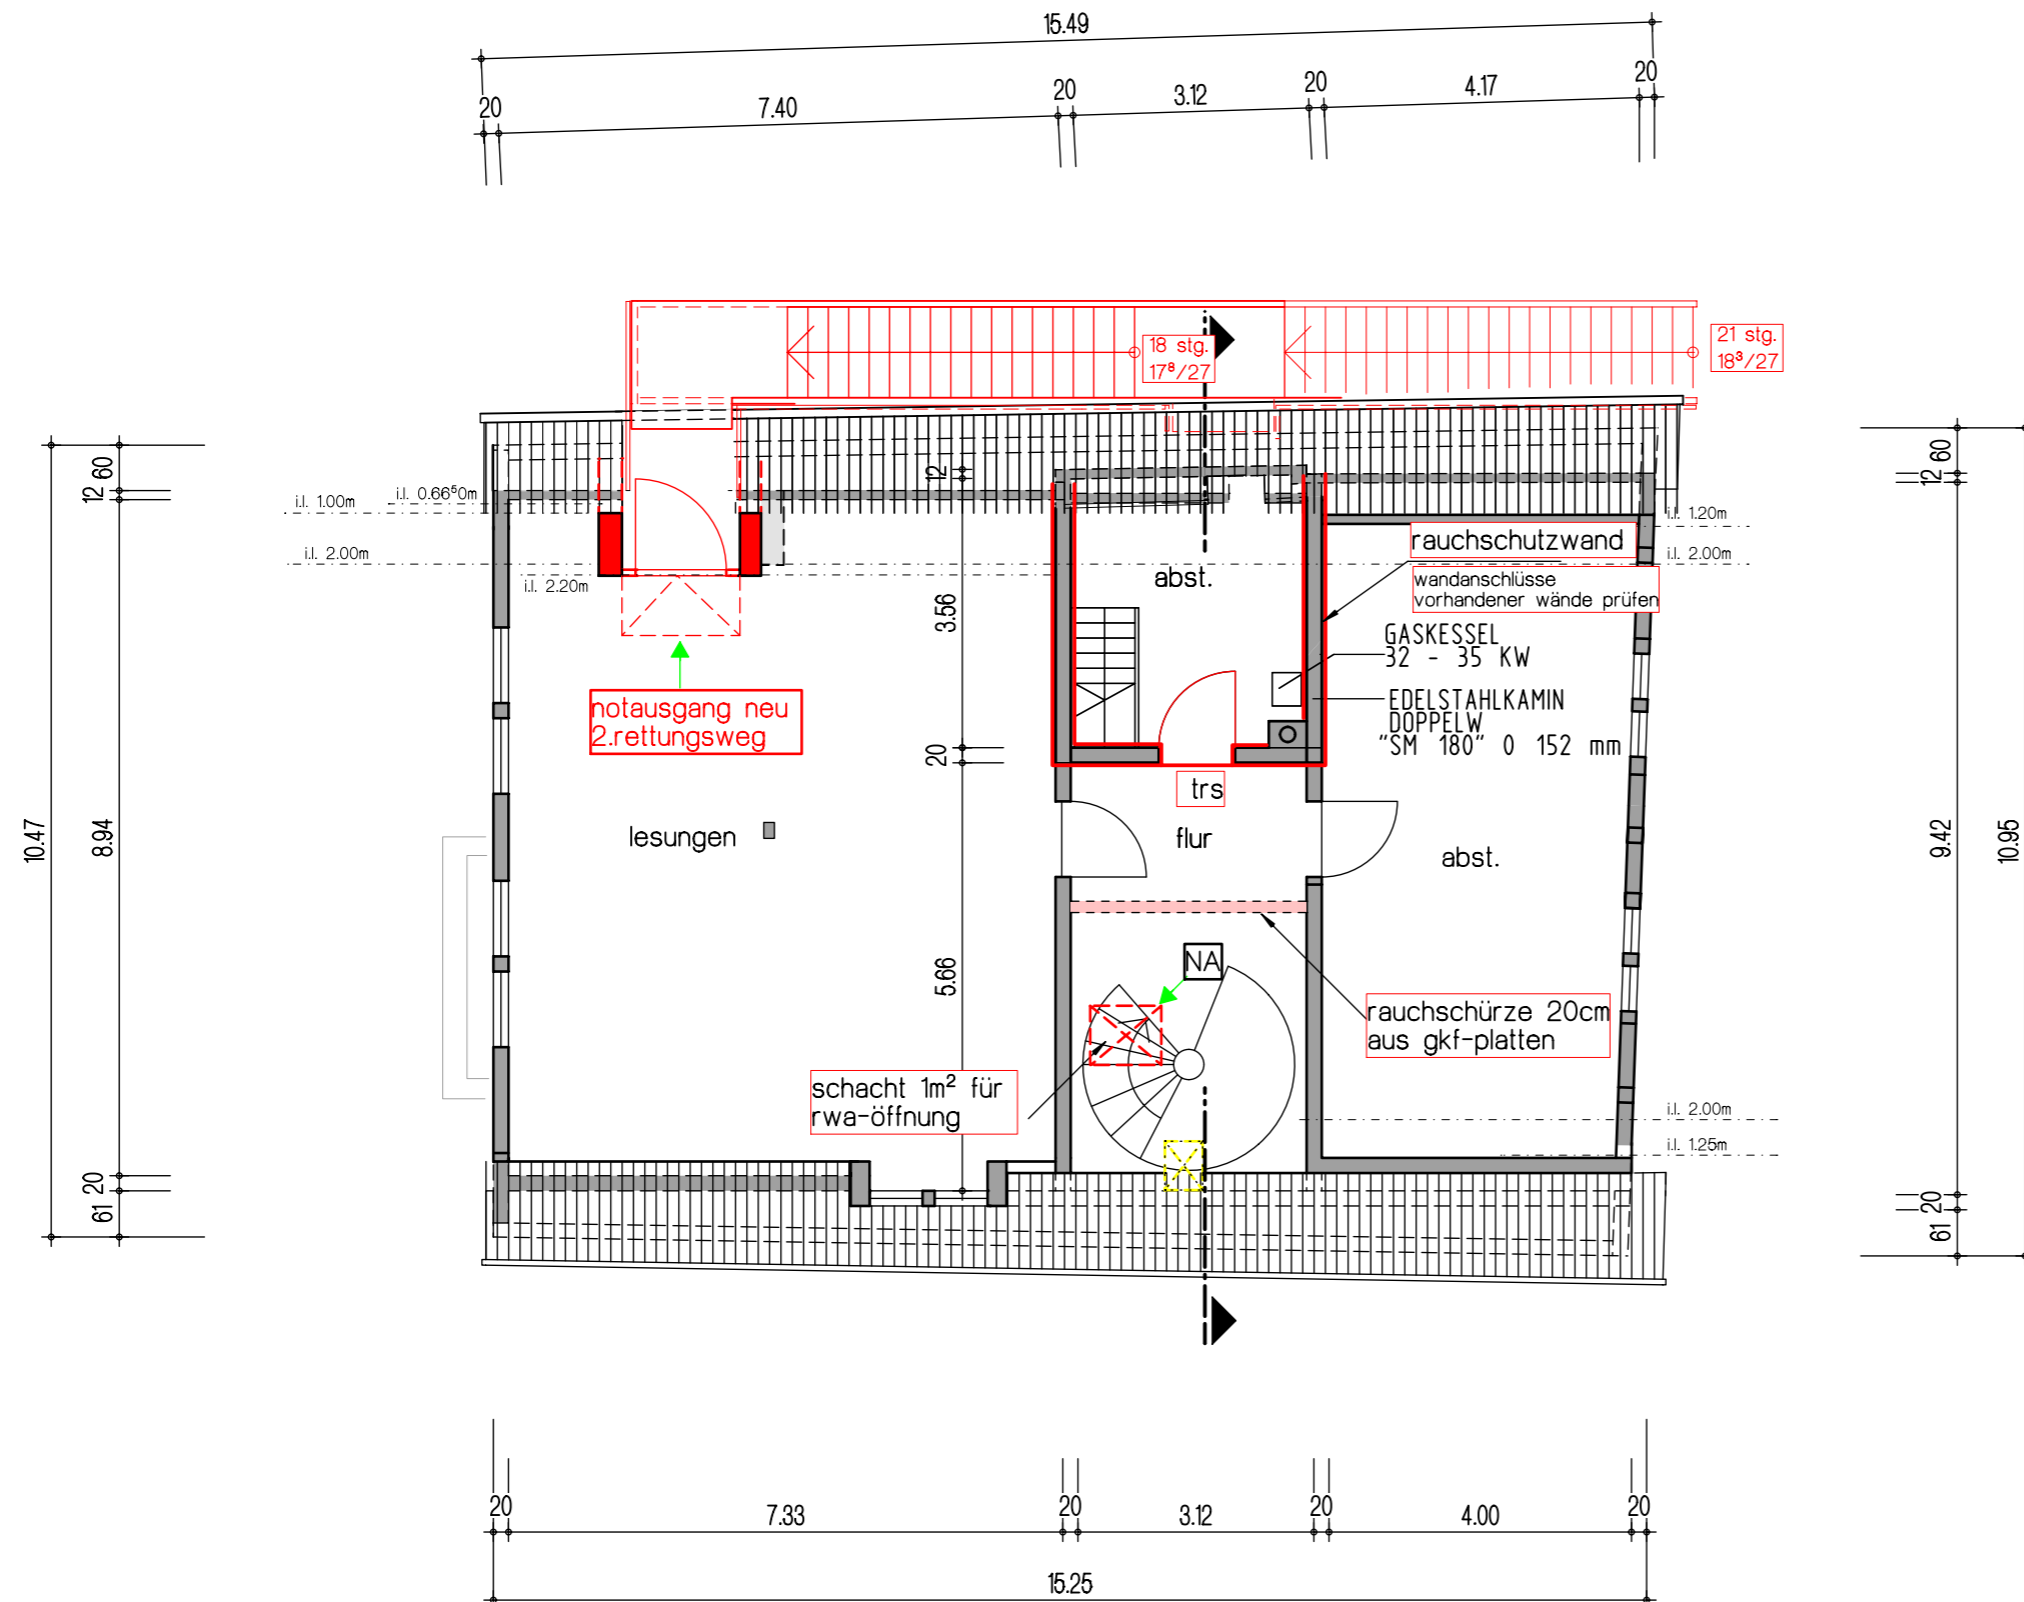 15.49
20
7.40
20
3.12
20
4.17
20
18 stg.
17⁸/27
21 stg.
18³/27
60
12
i.l. 1.00m
i.l. 0.66⁵0m
i.l. 2.00m
i.l. 2.20m
12
3.56
20
5.66
abst.
rauchschutzwand
wandanschlüsse
vorhandener wände prüfen
i.l. 1.20m
i.l. 2.00m
60
12
GASKESSEL
32 - 35 KW
EDELSTAHLKAMIN
DOPPELW
"SM 180" O 152 mm
notausgang neu
2.rettungsweg
trs
lesungen
flur
abst.
10.47
8.94
9.42
10.95
NA
rauchschürze 20cm
aus gkf-platten
schacht 1m² für
rwa-öffnung
i.l. 2.00m
i.l. 1.25m
20
61
20
61
20
7.33
20
3.12
20
4.00
20
15.25